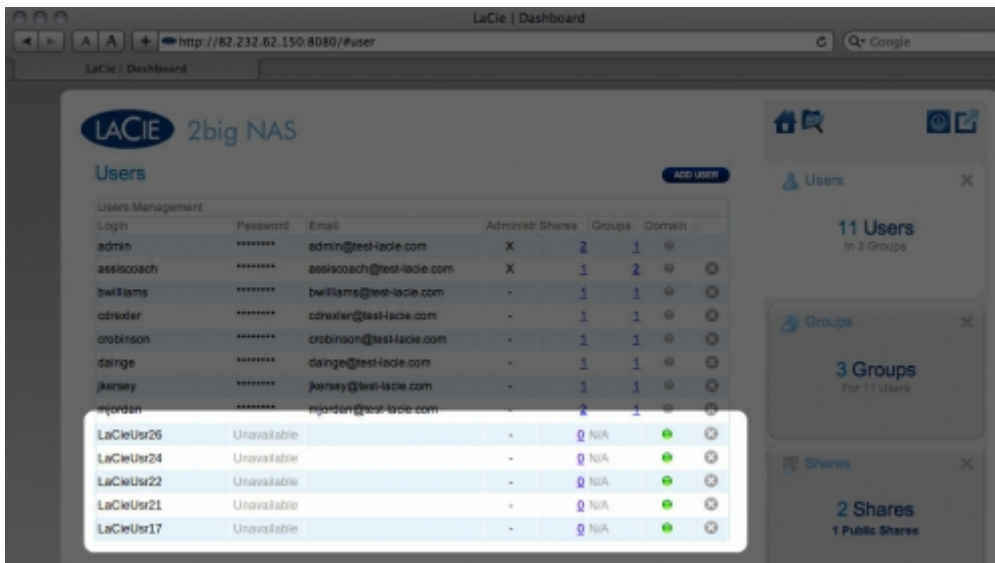 LaCie | Dashboard
A A + http://82.232.62.150:8080/#user Google
LaCie | Dashboard
LACIE 2big NAS
Users ADD USER
Users Management
Login Password Email Administr Shares Groups Domain
admin ******** admin@test-lacie.com X 2 1
assiscoach ******** assiscoach@test-lacie.com X 1 2
bwilliams ******** bwilliams@test-lacie.com - 1 1
cdrexler ******** cdrexler@test-lacie.com - 1 1
crobinson ******** crobinson@test-lacie.com - 1 1
dainge ******** dainge@test-lacie.com - 1 1
jkersey ******** jkersey@test-lacie.com - 1 1
mjordan ******** mjordan@test-lacie.com - 2 1
LaCieUsr26 Unavailable - 0 N/A
LaCieUsr24 Unavailable - 0 N/A
LaCieUsr22 Unavailable - 0 N/A
LaCieUsr21 Unavailable - 0 N/A
LaCieUsr17 Unavailable - 0 N/A
Users
11 Users
In 3 Groups
Groups
3 Groups
For 11 Users
Shares
2 Shares
1 Public Shares